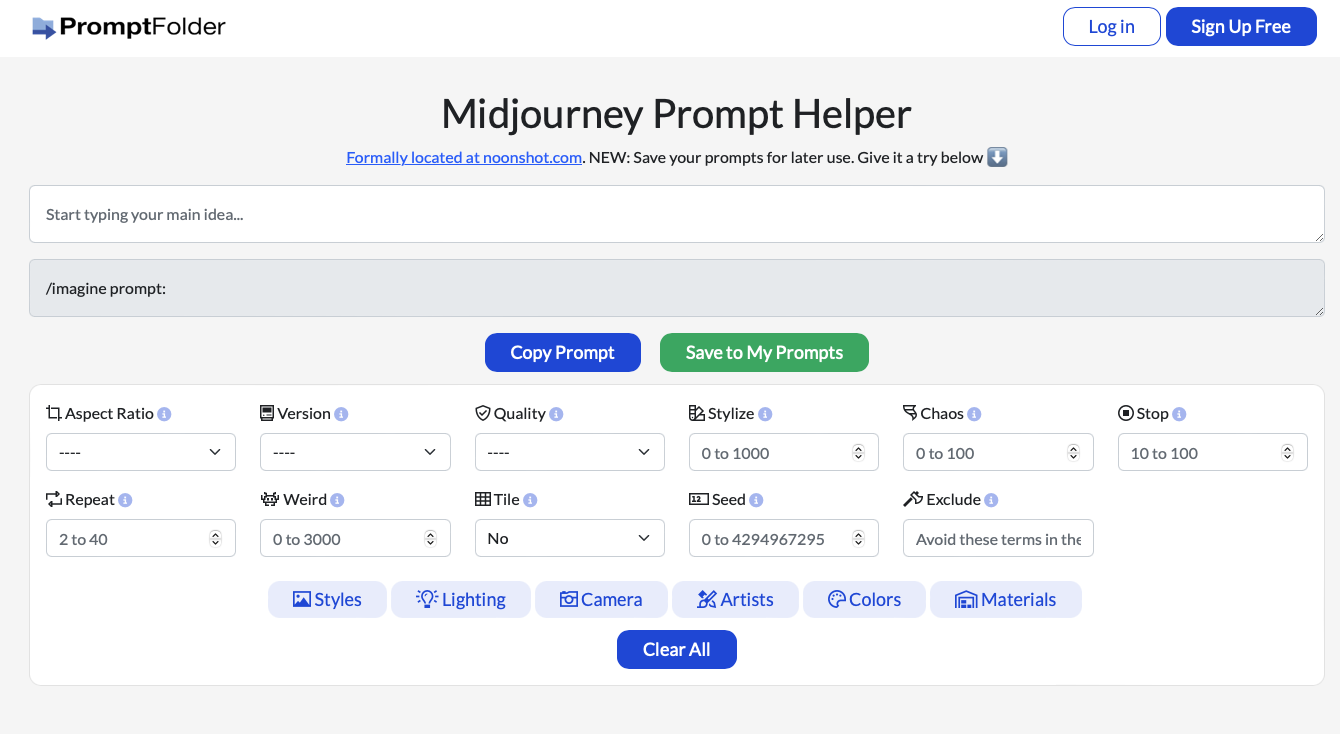 PromptFolder
Log in
Sign Up Free
Midjourney Prompt Helper
Formally located at noonshot.com. NEW: Save your prompts for later use. Give it a try below ⬇️
Start typing your main idea...
/imagine prompt:
Copy Prompt
Save to My Prompts
Aspect Ratio
Version
Quality
Stylize
Chaos
Stop
----
----
----
0 to 1000
0 to 100
10 to 100
Repeat
Weird
Tile
Seed
Exclude
2 to 40
0 to 3000
No
0 to 4294967295
Avoid these terms in the
Styles
Lighting
Camera
Artists
Colors
Materials
Clear All